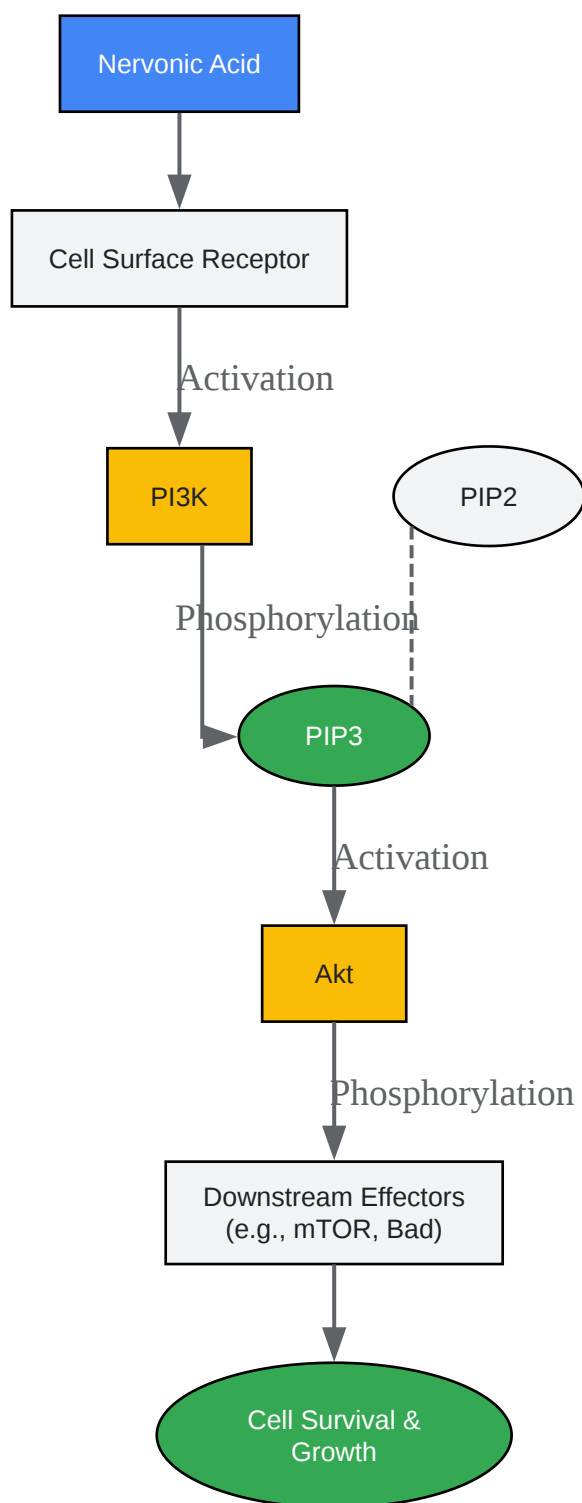 Nervonic Acid
Cell Surface Receptor
Activation
PI3K
PIP2
Phosphorylation
PIP3
Activation
Akt
Phosphorylation
Downstream Effectors
(e.g., mTOR, Bad)
Cell Survival &
Growth